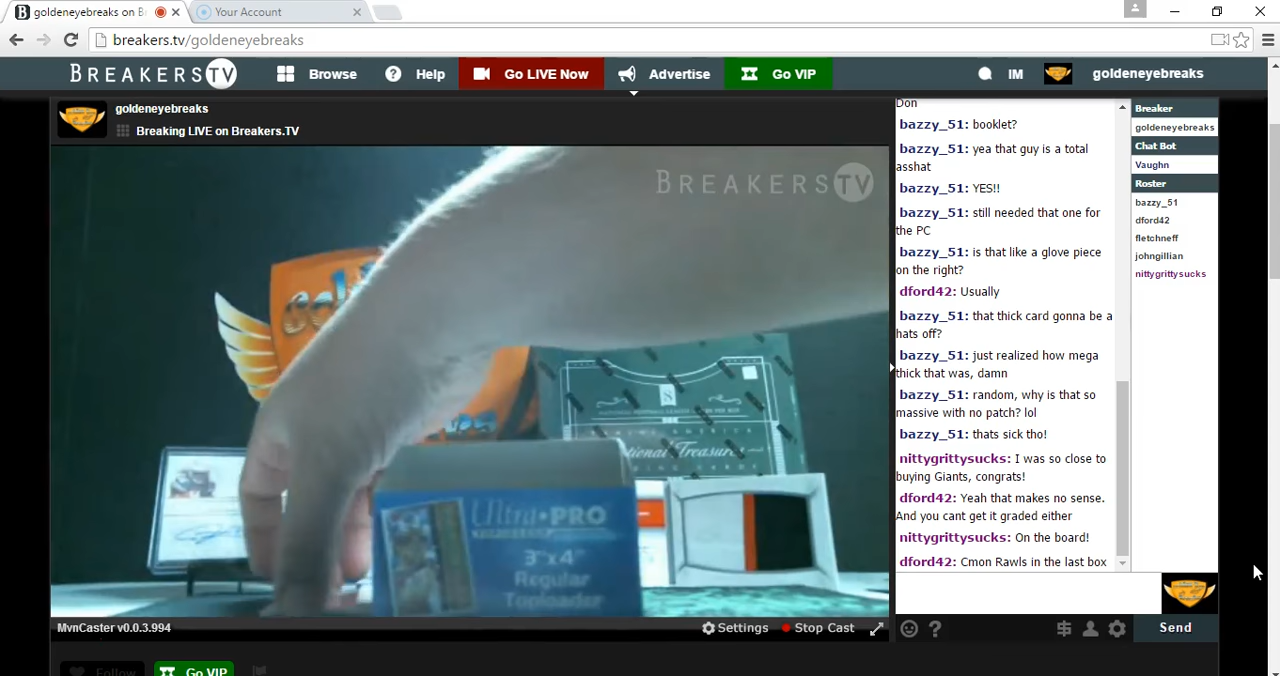 goldeneyebreaks on B
Your Account
breakers.tv/goldeneyebreaks
BREAKERS TV
Browse
Help
Go LIVE Now
Advertise
Go VIP
IM
goldeneyebreaks
goldeneyebreaks
Breaking LIVE on Breakers.TV
BREAKERS TV
Ultra PRO
3"x4"
Regular
Toploader
MvnCaster v0.0.3.994
Settings
Stop Cast
Follow
Go VIP
Don
bazzy_51: booklet?
bazzy_51: yea that guy is a total
asshat
bazzy_51: YES!!
bazzy_51: still needed that one for
the PC
bazzy_51: is that like a glove piece
on the right?
dford42: Usually
bazzy_51: that thick card gonna be a
hats off?
bazzy_51: just realized how mega
thick that was, damn
bazzy_51: random, why is that so
massive with no patch? lol
bazzy_51: thats sick tho!
nittygrittysucks: I was so close to
buying Giants, congrats!
dford42: Yeah that makes no sense.
And you cant get it graded either
nittygrittysucks: On the board!
dford42: Cmon Rawls in the last box
Send
Breaker
goldeneyebreaks
Chat Bot
Vaughn
Roster
bazzy_51
dford42
fletchneff
johngillian
nittygrittysucks